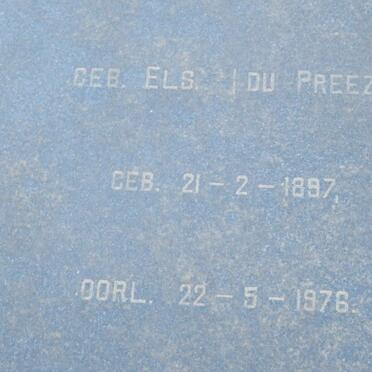 GEB. ELS. | DU PREEZ
GEB. 21 - 2 - 1897.
OORL. 22 - 5 - 1976.